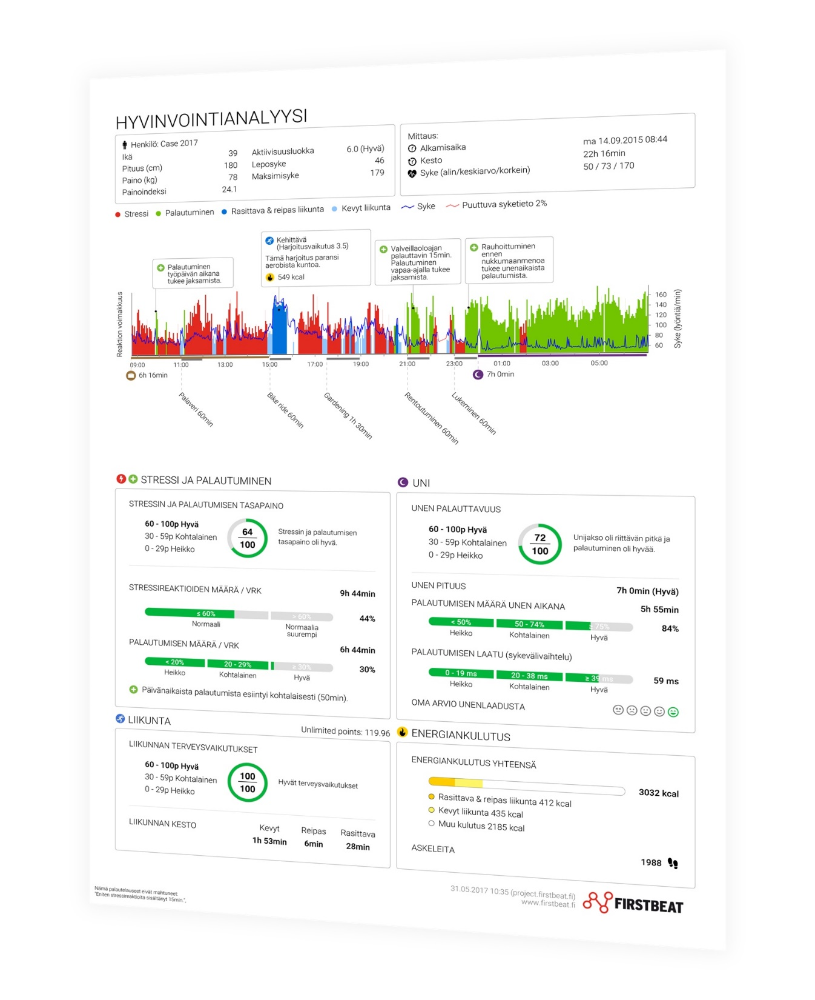 HYVINVOINTIANALYYSI
Henkilö: Case 2017
Ikä 39
Pituus (cm) 180
Paino (kg) 78
Painoindeksi 24.1
Aktiivisuusluokka 6.0 (Hyvä)
Leposyke 46
Maksimisyke 179
Mittaus:
Alkamisaika ma 14.09.2015 08:44
Kesto 22h 16min
Syke (alin/keskiarvo/korkein) 50 / 73 / 170
Stressi Palautuminen Rasittava & reipas liikunta Kevyt liikunta Syke Puuttuva syketieto 2%
Palautuminen
työpäivän aikana
tukee jaksamista.
Kehittävä
(Harjoitusvaikutus 3.5)
Tämä harjoitus paransi
aerobista kuntoa.
549 kcal
Valveillaoloajan
palauttavin 15min.
Palautuminen
vapaa-ajalla tukee
jaksamista.
Rauhoittuminen
ennen
nukkumaanmenoa
tukee unenaikaista
palautumista.
Reaktion voimakkuus
160
140
120
100
80
60
Syke (lyöntiä/min)
09:00 11:00 13:00 15:00 17:00 19:00 21:00 23:00 01:00 03:00 05:00
6h 16min
7h 0min
Palaveri 60min
Bike ride 60min
Gardening 1h 30min
Rentoutuminen 60min
Lukeminen 60min
STRESSI JA PALAUTUMINEN
STRESSIN JA PALAUTUMISEN TASAPAINO
60 - 100p Hyvä
30 - 59p Kohtalainen
0 - 29p Heikko
64
100
Stressin ja palautumisen
tasapaino oli hyvä.
STRESSIREAKTIOIDEN MÄÄRÄ / VRK 9h 44min
≤ 60% > 60% 44%
Normaali Normaalia
suurempi
PALAUTUMISEN MÄÄRÄ / VRK 6h 44min
< 20% 20 - 29% ≥ 30% 30%
Heikko Kohtalainen Hyvä
Päivänaikaista palautumista esiintyi kohtalaisesti (50min).
UNI
UNEN PALAUTTAVUUS
60 - 100p Hyvä
30 - 59p Kohtalainen
0 - 29p Heikko
72
100
Unijakso oli riittävän pitkä ja
palautuminen oli hyvää.
UNEN PITUUS 7h 0min (Hyvä)
PALAUTUMISEN MÄÄRÄ UNEN AIKANA 5h 55min
< 50% 50 - 74% ≥ 75% 84%
Heikko Kohtalainen Hyvä
PALAUTUMISEN LAATU (sykevälivaihtelu)
0 - 19 ms 20 - 38 ms ≥ 39 ms 59 ms
Heikko Kohtalainen Hyvä
OMA ARVIO UNENLAADUSTA
LIIKUNTA
Unlimited points: 119.96
LIIKUNNAN TERVEYSVAIKUTUKSET
60 - 100p Hyvä
30 - 59p Kohtalainen
0 - 29p Heikko
100
100
Hyvät terveysvaikutukset
LIIKUNNAN KESTO Kevyt Reipas Rasittava
1h 53min 6min 28min
ENERGIANKULUTUS
ENERGIANKULUTUS YHTEENSÄ
3032 kcal
Rasittava & reipas liikunta 412 kcal
Kevyt liikunta 435 kcal
Muu kulutus 2185 kcal
ASKELEITA 1988
Nämä palautelauseet eivät mahtuneet:
"Eniten stressireaktioita sisältänyt 15min.",
31.05.2017 10:35 (project.firstbeat.fi)
www.firstbeat.fi
FIRSTBEAT